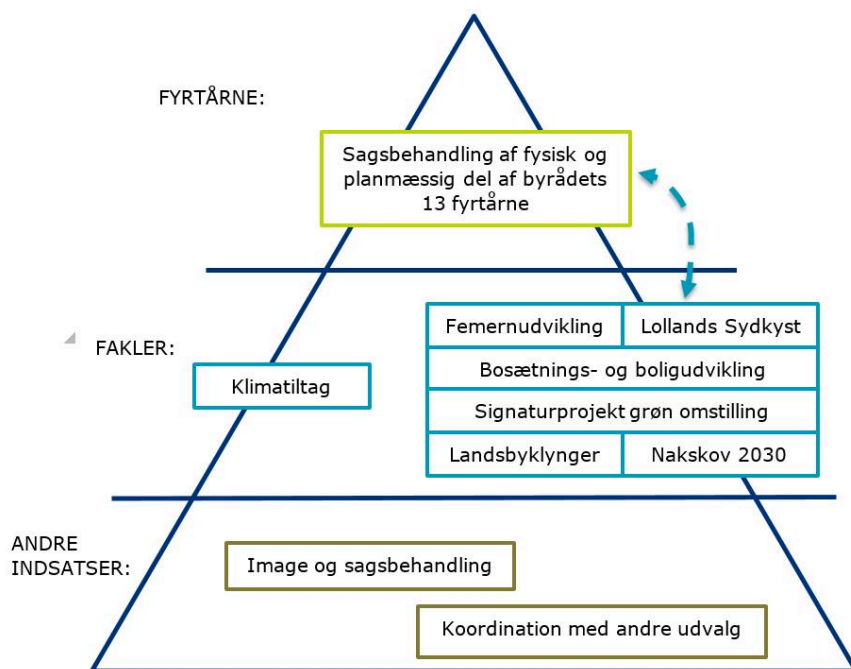 FYRTÅRNE:
Sagsbehandling af fysisk og
planmæssig del af byrådets
13 fyrtårne
FAKLER:
Klimatiltag
Femernudvikling
Lollands Sydkyst
Bosætnings- og boligudvikling
Signaturprojekt grøn omstilling
Landsbyklynger
Nakskov 2030
ANDRE
INDSATSER:
Image og sagsbehandling
Koordination med andre udvalg